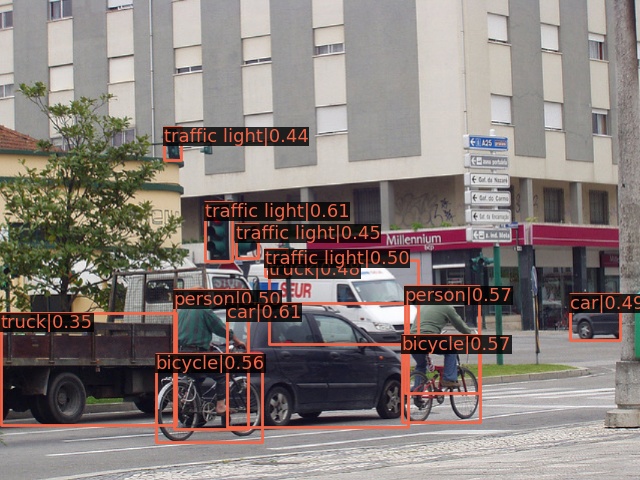 traffic light|0.44
A25
traffic light|0.61
traffic light|0.45
Millennium
bcp
traffic light|0.50
truck|0.48
SEUR
person|0.50
person|0.57
car|0.61
car|0.49
truck|0.35
bicycle|0.57
bicycle|0.56